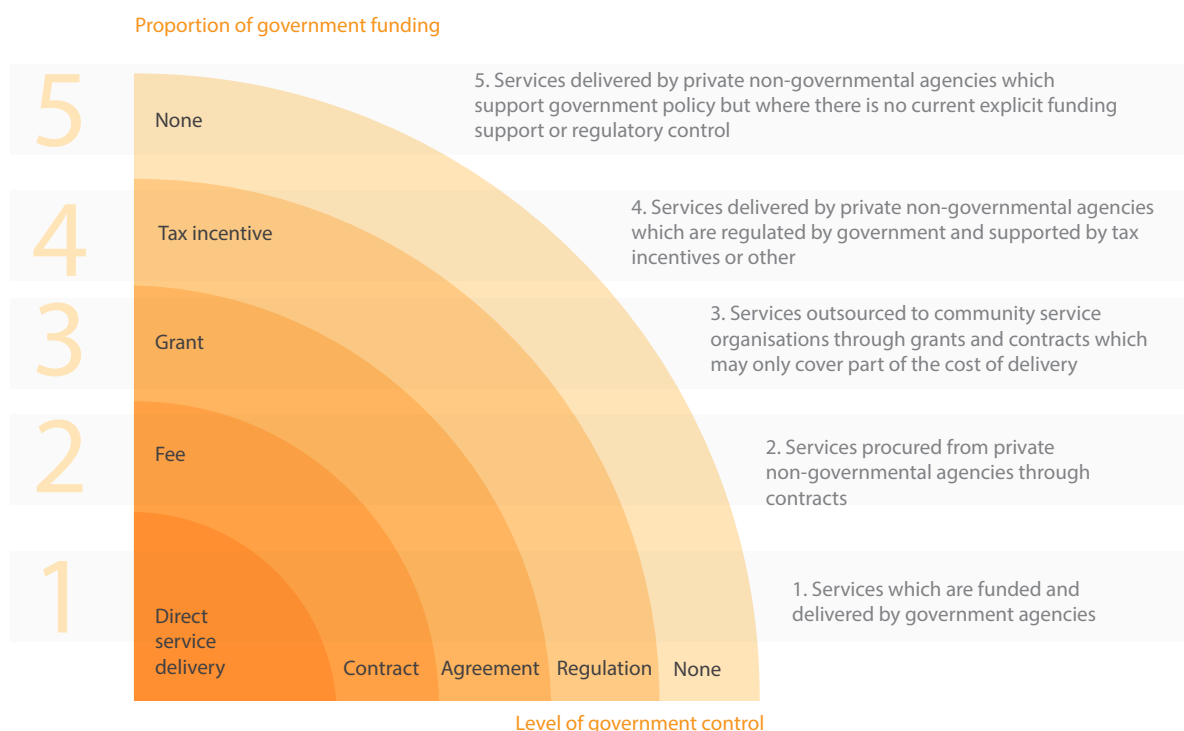 Proportion of government funding
5
None
5. Services delivered by private non-governmental agencies which
support government policy but where there is no current explicit funding
support or regulatory control
4
Tax incentive
4. Services delivered by private non-governmental agencies
which are regulated by government and supported by tax
incentives or other
3
Grant
3. Services outsourced to community service
organisations through grants and contracts which
may only cover part of the cost of delivery
2
Fee
2. Services procured from private
non-governmental agencies through
contracts
1
Direct
service
delivery
1. Services which are funded and
delivered by government agencies
Contract
Agreement
Regulation
None
Level of government control